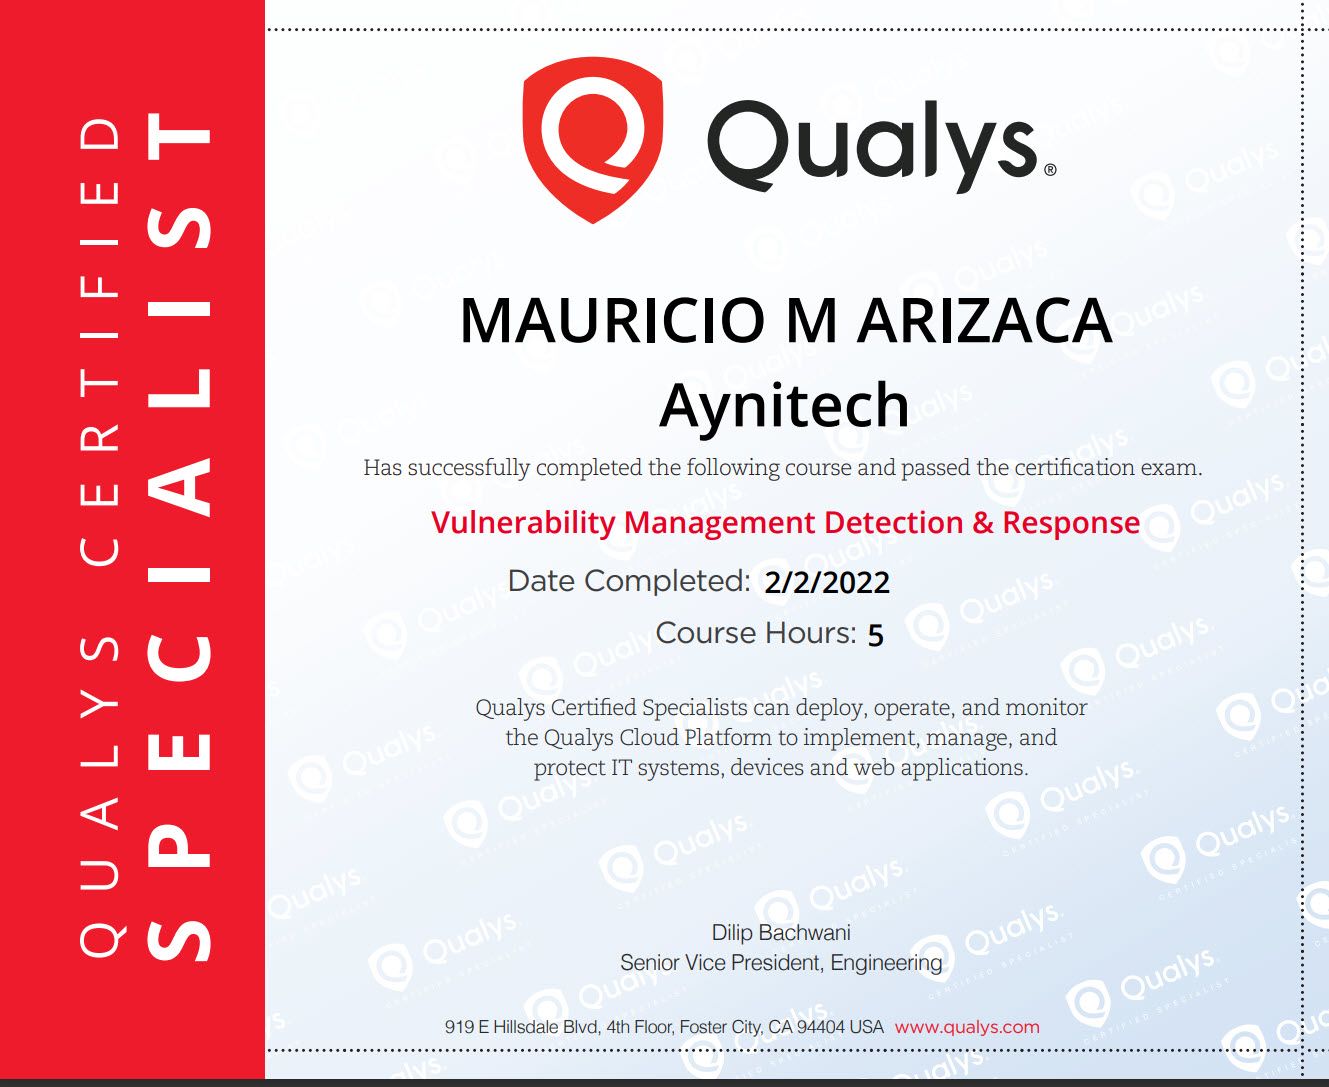 QUALYS CERTIFIED
SPECIALIST
Qualys®
MAURICIO M ARIZACA
Aynitech
Has successfully completed the following course and passed the certification exam.
Vulnerability Management Detection & Response
Date Completed: 2/2/2022
Course Hours: 5
Qualys Certified Specialists can deploy, operate, and monitor
the Qualys Cloud Platform to implement, manage, and
protect IT systems, devices and web applications.
Dilip Bachwani
Senior Vice President, Engineering
919 E Hillsdale Blvd, 4th Floor, Foster City, CA 94404 USA www.qualys.com